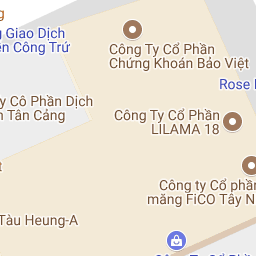 g Giao Dịch
ên Công Trứ
Công Ty Cổ Phần
Chứng Khoán Bảo Việt
y Cổ Phần Dịch
n Tân Cảng
Công Ty Cổ Phần
LILAMA 18
Rose
Công ty Cổ phần
măng FiCO Tây N
Tàu Heung-A